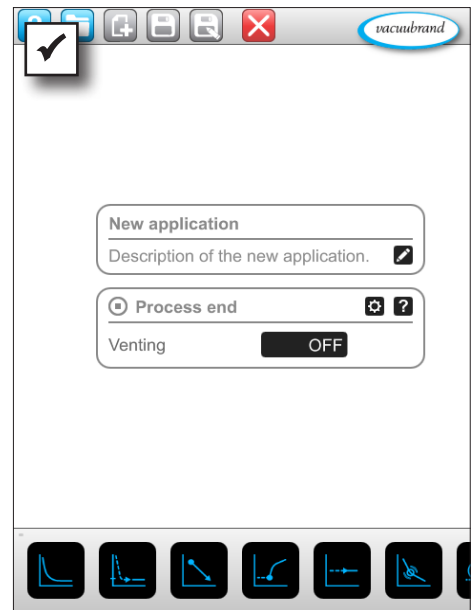 vacuubrand
New application
Description of the new application.
Process end
?
Venting
OFF